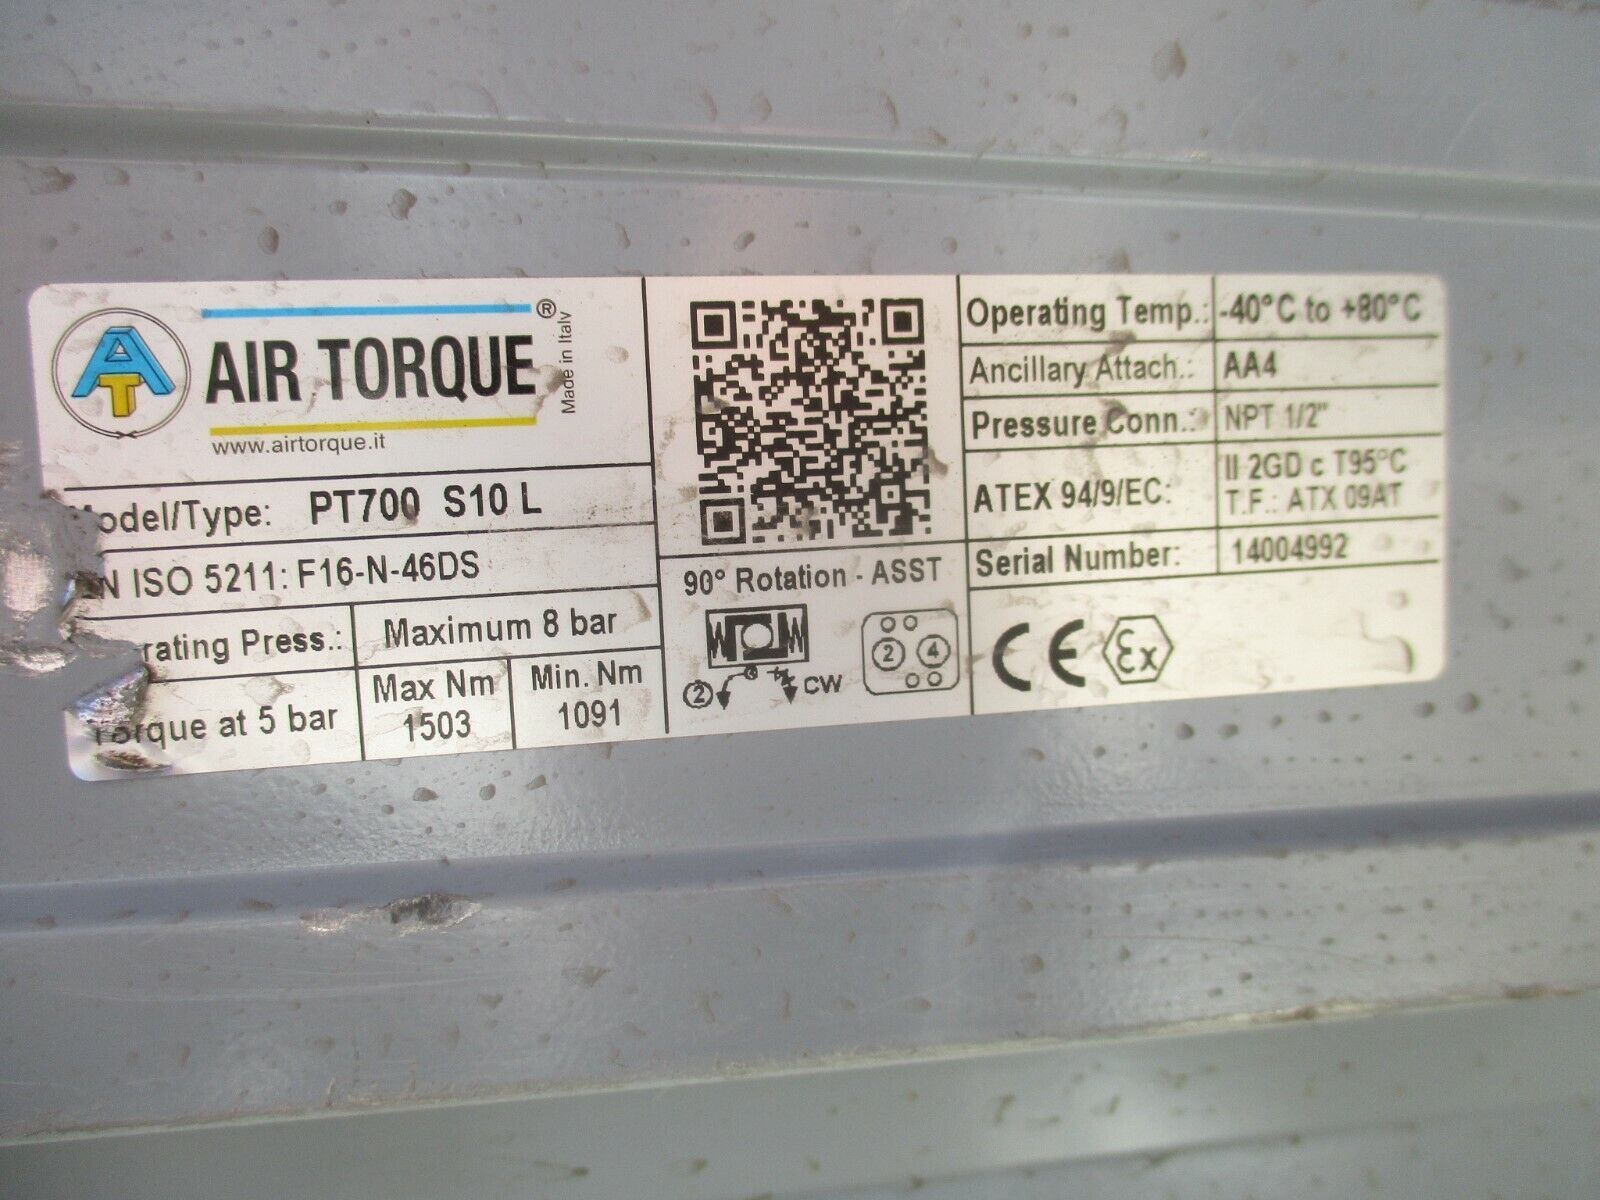 AIR TORQUE ®
Made in Italy
www.airtorque.it
Model/Type: PT700 S10 L
EN ISO 5211: F16-N-46DS
rating Press.: Maximum 8 bar
Torque at 5 bar
Max Nm
1503
Min. Nm
1091
90° Rotation - ASST
2 CW
2 4
Operating Temp.: -40°C to +80°C
Ancillary Attach.: AA4
Pressure Conn.: NPT 1/2"
ATEX 94/9/EC: II 2GD c T95°C
T.F.: ATX 09AT
Serial Number: 14004992
CE Ex